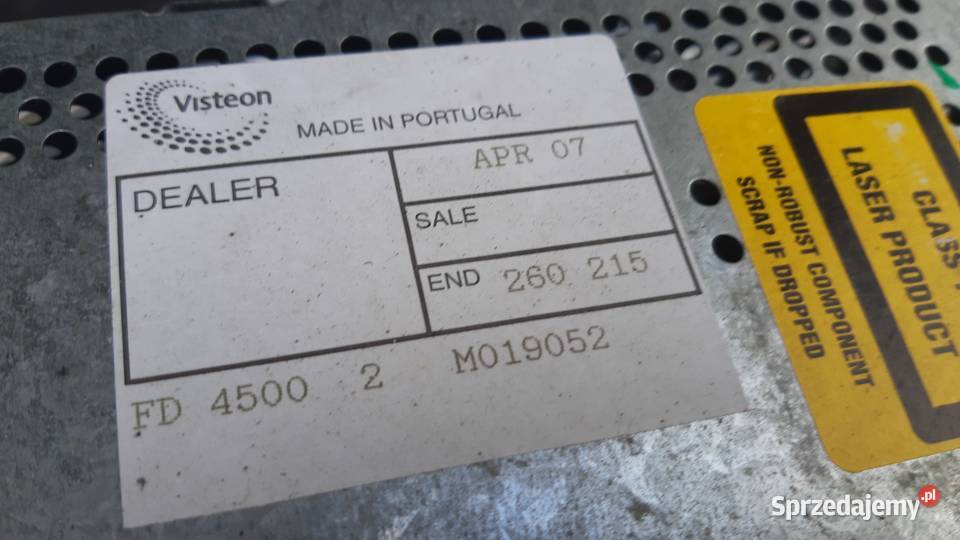 Visteon
MADE IN PORTUGAL
DEALER
APR 07
SALE
END 260 215
FD 4500 2 M019052
CLASS
LASER PRODUCT
NON-ROBUST COMPONENT
SCRAP IF DROPPED
Sprzedajemy.pl